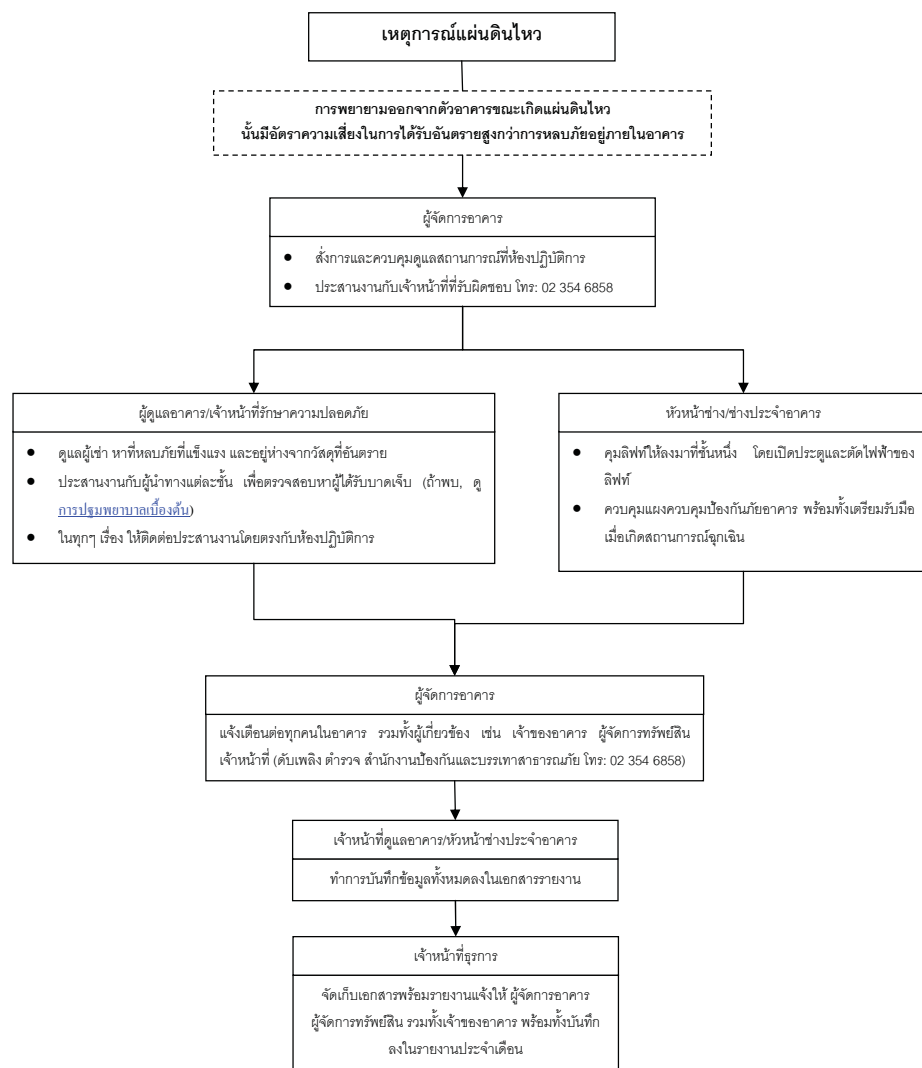 เหตุการณ์แผ่นดินไหว
การพยายามออกจากตัวอาคารขณะเกิดแผ่นดินไหว
นั้นมีอัตราความเสี่ยงในการได้รับอันตรายสูงกว่าการหลบภัยอยู่ภายในอาคาร
ผู้จัดการอาคาร
● สั่งการและควบคุมดูแลสถานการณ์ที่ห้องปฏิบัติการ
● ประสานงานกับเจ้าหน้าที่ที่รับผิดชอบ โทร: 02 354 6858
ผู้ดูแลอาคาร/เจ้าหน้าที่รักษาความปลอดภัย
● ดูแลผู้เช่า หาที่หลบภัยที่แข็งแรง และอยู่ห่างจากวัสดุที่อันตราย
● ประสานงานกับผู้นำทางแต่ละชั้น เพื่อตรวจสอบหาผู้ได้รับบาดเจ็บ (ถ้าพบ, ดู
การปฐมพยาบาลเบื้องต้น)
● ในทุกๆ เรื่อง ให้ติดต่อประสานงานโดยตรงกับห้องปฏิบัติการ
หัวหน้าช่าง/ช่างประจำอาคาร
● คุมลิฟท์ให้ลงมาที่ชั้นหนึ่ง โดยเปิดประตูและตัดไฟฟ้าของ
ลิฟท์
● ควบคุมแผงควบคุมป้องกันภัยอาคาร พร้อมทั้งเตรียมรับมือ
เมื่อเกิดสถานการณ์ฉุกเฉิน
ผู้จัดการอาคาร
แจ้งเตือนต่อทุกคนในอาคาร รวมทั้งผู้เกี่ยวข้อง เช่น เจ้าของอาคาร ผู้จัดการทรัพย์สิน
เจ้าหน้าที่ (ดับเพลิง ตำรวจ สำนักงานป้องกันและบรรเทาสาธารณภัย โทร: 02 354 6858)
เจ้าหน้าที่ดูแลอาคาร/หัวหน้าช่างประจำอาคาร
ทำการบันทึกข้อมูลทั้งหมดลงในเอกสารรายงาน
เจ้าหน้าที่ธุรการ
จัดเก็บเอกสารพร้อมรายงานแจ้งให้ ผู้จัดการอาคาร
ผู้จัดการทรัพย์สิน รวมทั้งเจ้าของอาคาร พร้อมทั้งบันทึก
ลงในรายงานประจำเดือน